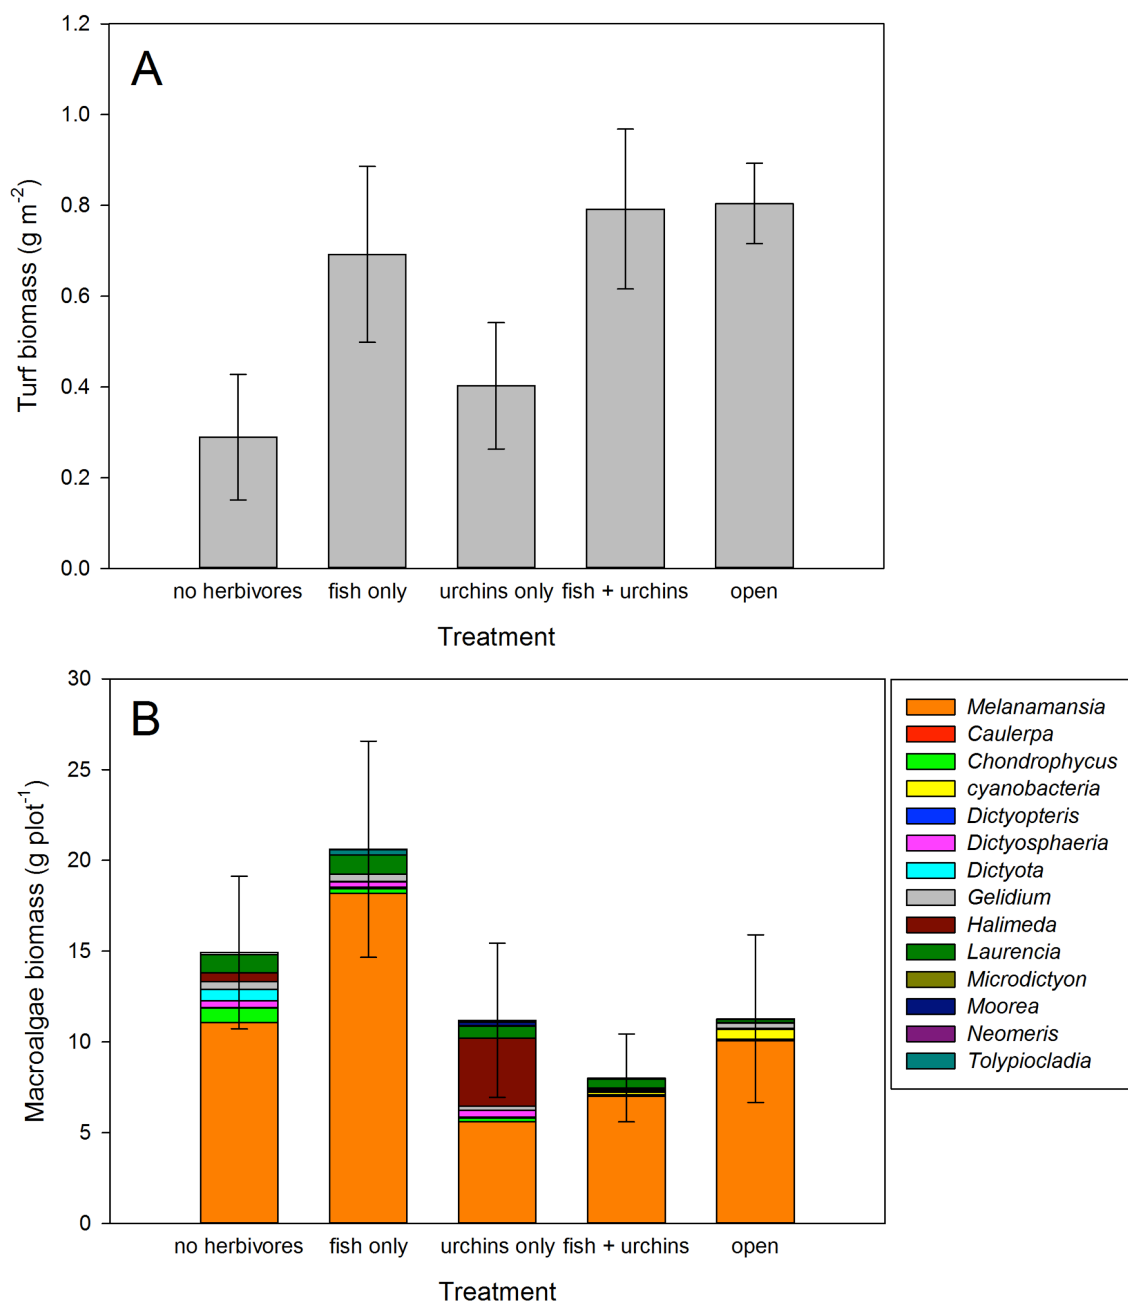 A
1.2
1.0
0.8
0.6
0.4
0.2
0.0
Turf biomass (g m-2)
no herbivores fish only urchins only fish + urchins open
Treatment
B
30
25
20
15
10
5
0
Macroalgae biomass (g plot-1)
no herbivores fish only urchins only fish + urchins open
Treatment
Melanamansia
Caulerpa
Chondrophycus
cyanobacteria
Dictyopteris
Dictyosphaeria
Dictyota
Gelidium
Halimeda
Laurencia
Microdictyon
Moorea
Neomeris
Tolypiocladia